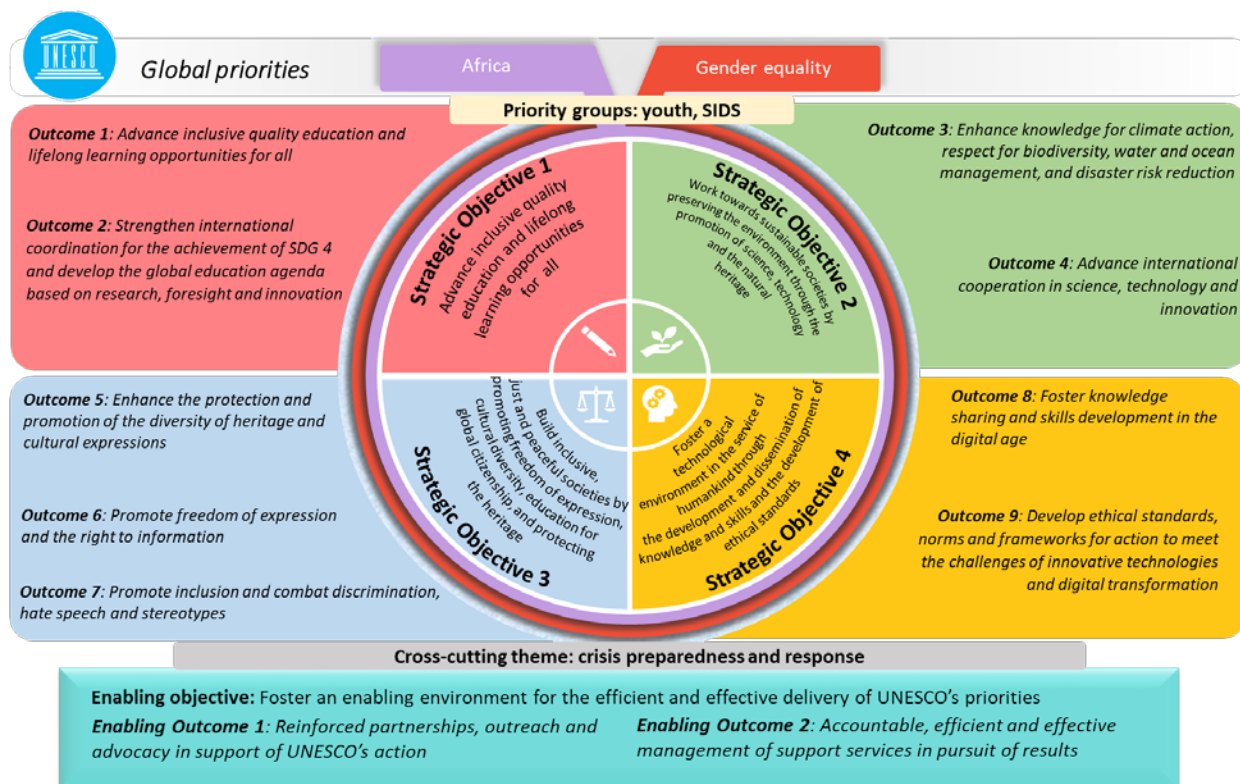 UNESCO
Global priorities
Africa
Gender equality
Priority groups: youth, SIDS
Outcome 1: Advance inclusive quality education and
lifelong learning opportunities for all
Outcome 2: Strengthen international
coordination for the achievement of SDG 4
and develop the global education agenda
based on research, foresight and innovation
Strategic Objective 1
Advance inclusive quality
education and lifelong
learning opportunities
for all
Strategic Objective 2
Work towards sustainable societies by
preserving the environment through the
promotion of science, technology
and the natural
heritage
Outcome 3: Enhance knowledge for climate action,
respect for biodiversity, water and ocean
management, and disaster risk reduction
Outcome 4: Advance international
cooperation in science, technology and
innovation
Outcome 5: Enhance the protection and
promotion of the diversity of heritage and
cultural expressions
Outcome 6: Promote freedom of expression
and the right to information
Outcome 7: Promote inclusion and combat discrimination,
hate speech and stereotypes
Build inclusive,
just and peaceful societies by
promoting freedom of expression,
cultural diversity, education for
global citizenship, and protecting
the heritage
Strategic Objective 3
Foster a
technological
environment in the service of
humankind through
the development and dissemination of
knowledge and skills and the development of
ethical standards
Strategic Objective 4
Outcome 8: Foster knowledge
sharing and skills development in the
digital age
Outcome 9: Develop ethical standards,
norms and frameworks for action to meet
the challenges of innovative technologies
and digital transformation
Cross-cutting theme: crisis preparedness and response
Enabling objective: Foster an enabling environment for the efficient and effective delivery of UNESCO's priorities
Enabling Outcome 1: Reinforced partnerships, outreach and
advocacy in support of UNESCO's action
Enabling Outcome 2: Accountable, efficient and effective
management of support services in pursuit of results